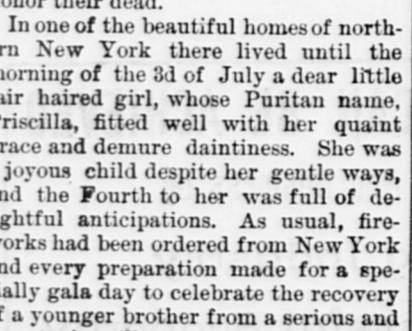 onor their dead.
In one of the beautiful homes of north-
rn New York there lived until the
orning of the 3d of July a dear little
air haired girl, whose Puritan name,
riscilla, fitted well with her quaint
race and demure daintiness. She was
joyous child despite her gentle ways,
nd the Fourth to her was full of de-
ghtful anticipations. As usual, fire-
orks had been ordered from New York
nd every preparation made for a spe-
ially gala day to celebrate the recovery
f a younger brother from a serious and